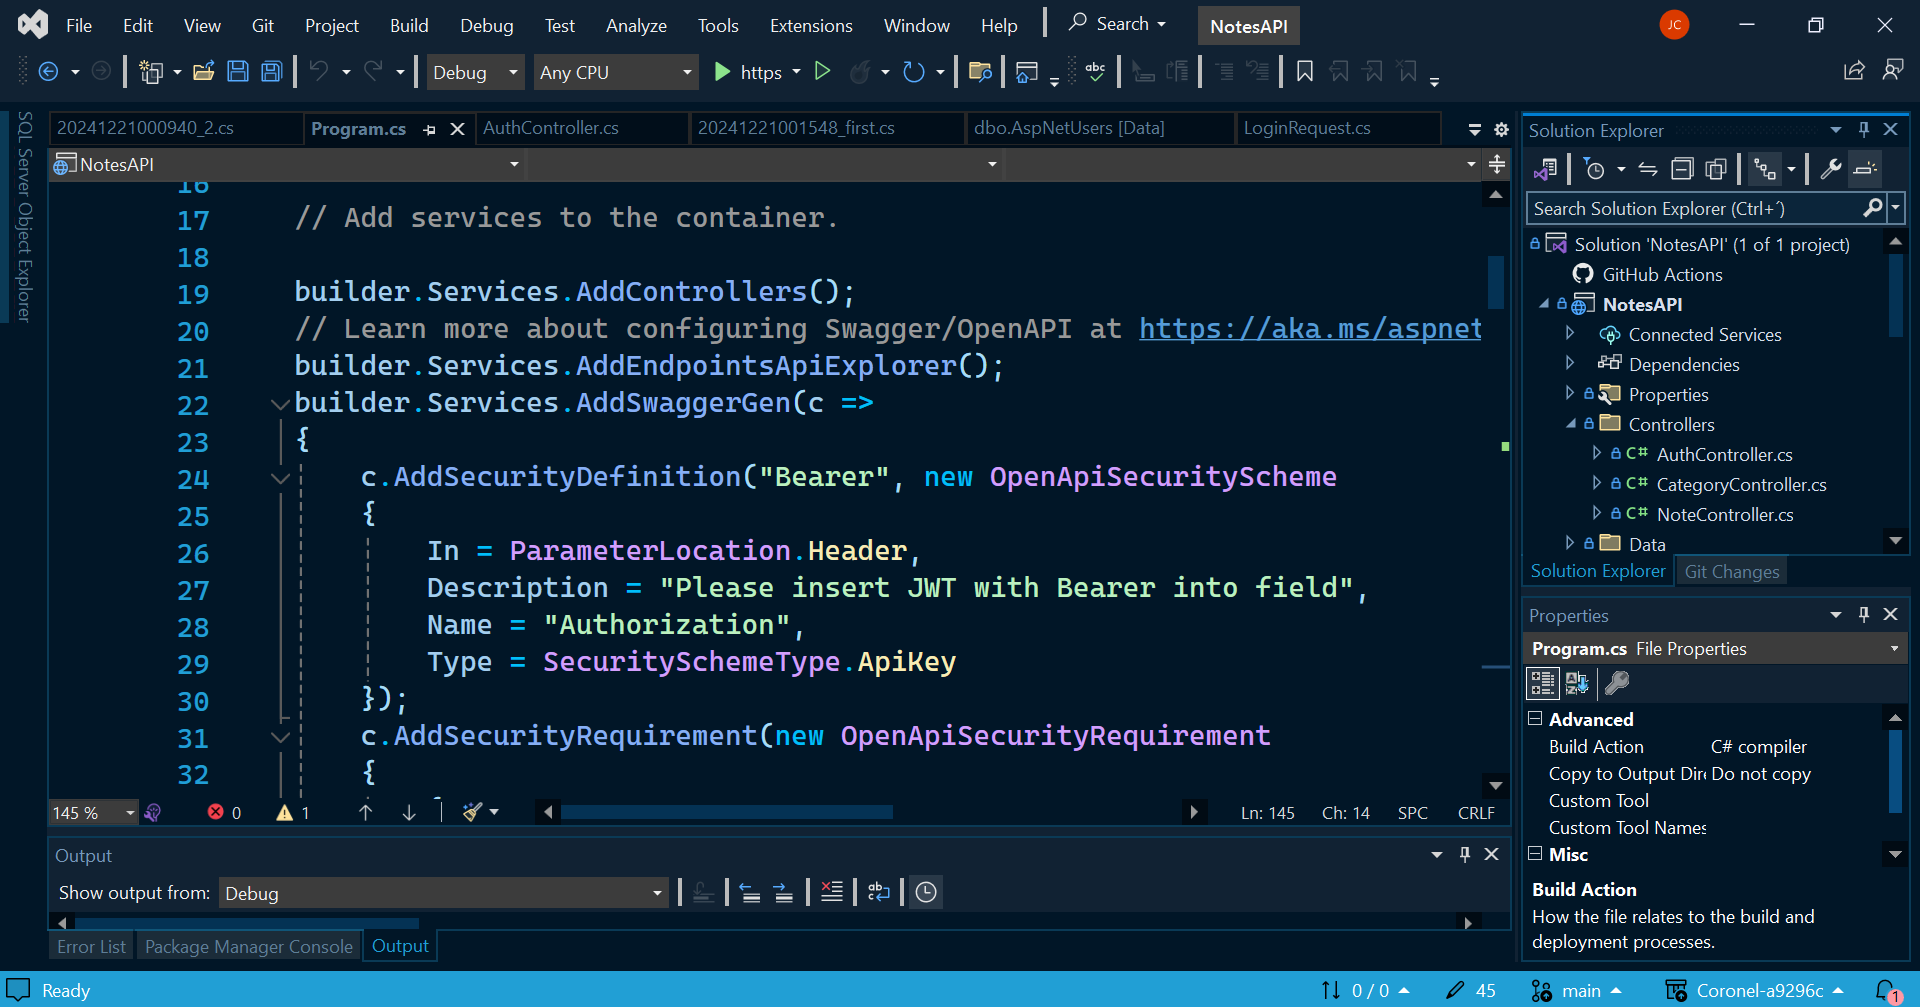 File Edit View Git Project Build Debug Test Analyze Tools Extensions Window Help Search NotesAPI JC
Debug Any CPU https abc
SQL Server Object Explorer
20241221000940_2.cs Program.cs AuthController.cs 20241221001548_first.cs dbo.AspNetUsers [Data] LoginRequest.cs
NotesAPI
16
17 // Add services to the container.
18
19 builder.Services.AddControllers();
20 // Learn more about configuring Swagger/OpenAPI at https://aka.ms/aspnet
21 builder.Services.AddEndpointsApiExplorer();
22 builder.Services.AddSwaggerGen(c =>
23 {
24 c.AddSecurityDefinition("Bearer", new OpenApiSecurityScheme
25 {
26 In = ParameterLocation.Header,
27 Description = "Please insert JWT with Bearer into field",
28 Name = "Authorization",
29 Type = SecuritySchemeType.ApiKey
30 });
31 c.AddSecurityRequirement(new OpenApiSecurityRequirement
32 {
145 % 0 1 Ln: 145 Ch: 14 SPC CRLF
Output
Show output from: Debug
Error List Package Manager Console Output
Solution Explorer
Search Solution Explorer (Ctrl+´)
Solution 'NotesAPI' (1 of 1 project)
GitHub Actions
NotesAPI
Connected Services
Dependencies
Properties
Controllers
C# AuthController.cs
C# CategoryController.cs
C# NoteController.cs
Data
Solution Explorer Git Changes
Properties
Program.cs File Properties
Advanced
Build Action C# compiler
Copy to Output Dire Do not copy
Custom Tool
Custom Tool Names
Misc
Build Action
How the file relates to the build and
deployment processes.
Ready 0 / 0 45 main Coronel-a9296c 1